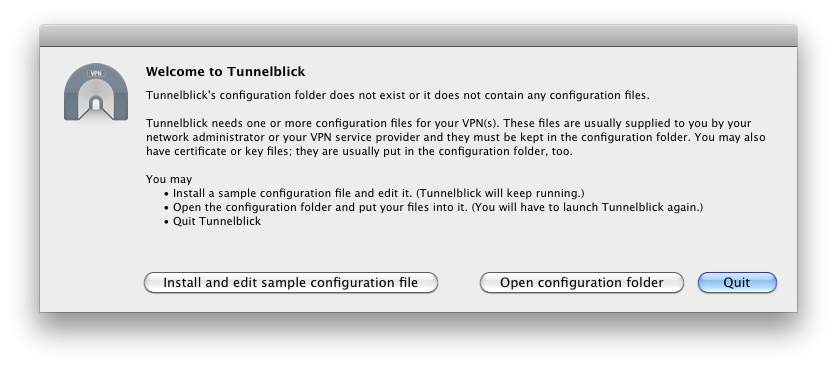 VPN
Welcome to Tunnelblick
Tunnelblick's configuration folder does not exist or it does not contain any configuration files.
Tunnelblick needs one or more configuration files for your VPN(s). These files are usually supplied to you by your
network administrator or your VPN service provider and they must be kept in the configuration folder. You may also
have certificate or key files; they are usually put in the configuration folder, too.
You may
• Install a sample configuration file and edit it. (Tunnelblick will keep running.)
• Open the configuration folder and put your files into it. (You will have to launch Tunnelblick again.)
• Quit Tunnelblick
Install and edit sample configuration file
Open configuration folder
Quit